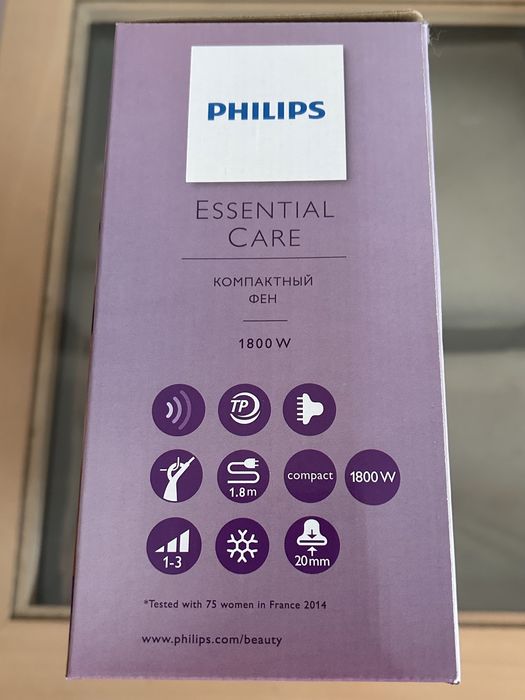 PHILIPS
ESSENTIAL
CARE
КОМПАКТНЫЙ
ФЕН
1800 W
TP
1.8m
compact
1800 W
1-3
20mm
*Tested with 75 women in France 2014
www.philips.com/beauty